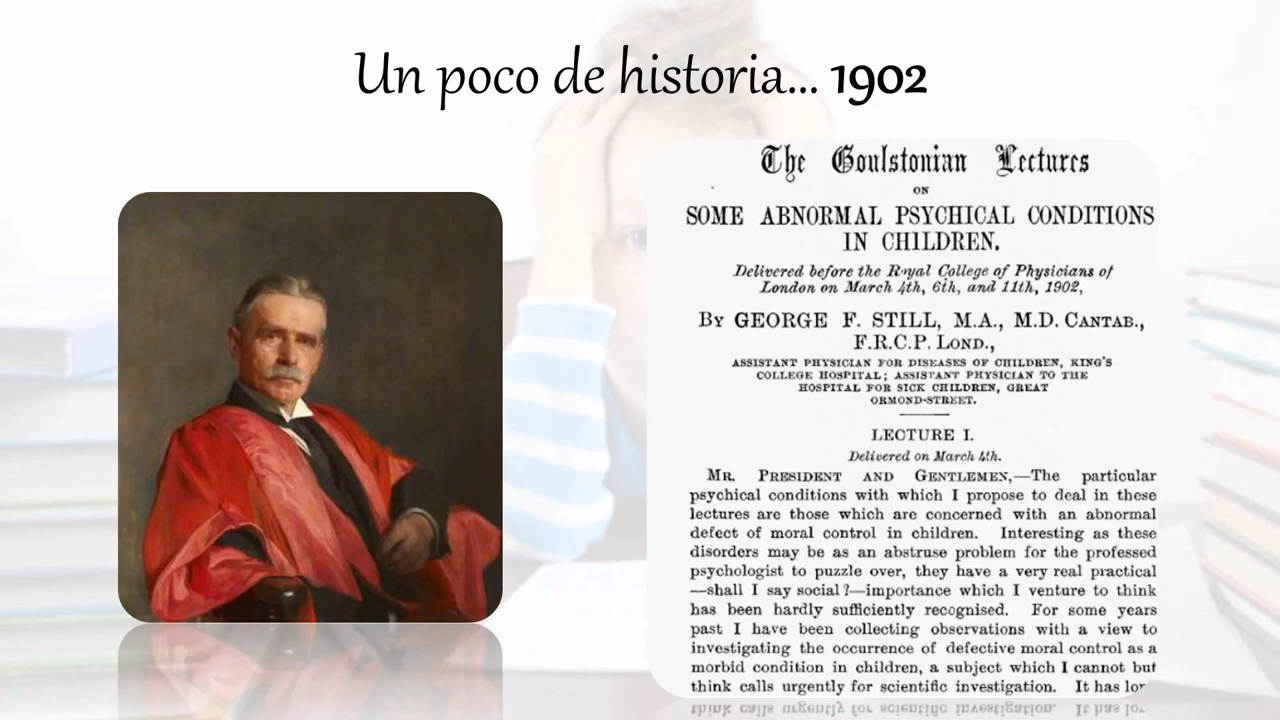 Un poco de historia... 1902
The Goulstonian Lectures
ON
SOME ABNORMAL PSYCHICAL CONDITIONS
IN CHILDREN.
Delivered before the Royal College of Physicians of
London on March 4th, 6th, and 11th, 1902,
BY GEORGE F. STILL, M.A., M.D. CANTAB.,
F.R.C.P. LOND.,
ASSISTANT PHYSICIAN FOR DISEASES OF CHILDREN, KING'S
COLLEGE HOSPITAL; ASSISTANT PHYSICIAN TO THE
HOSPITAL FOR SICK CHILDREN, GREAT
ORMOND-STREET.
LECTURE I.
Delivered on March 4th.
MR. PRESIDENT AND GENTLEMEN,—The particular
psychical conditions with which I propose to deal in these
lectures are those which are concerned with an abnormal
defect of moral control in children. Interesting as these
disorders may be as an abstruse problem for the professed
psychologist to puzzle over, they have a very real practical
—shall I say social?—importance which I venture to think
has been hardly sufficiently recognised. For some years
past I have been collecting observations with a view to
investigating the occurrence of defective moral control as a
morbid condition in children, a subject which I cannot but
think calls urgently for scientific investigation. It has